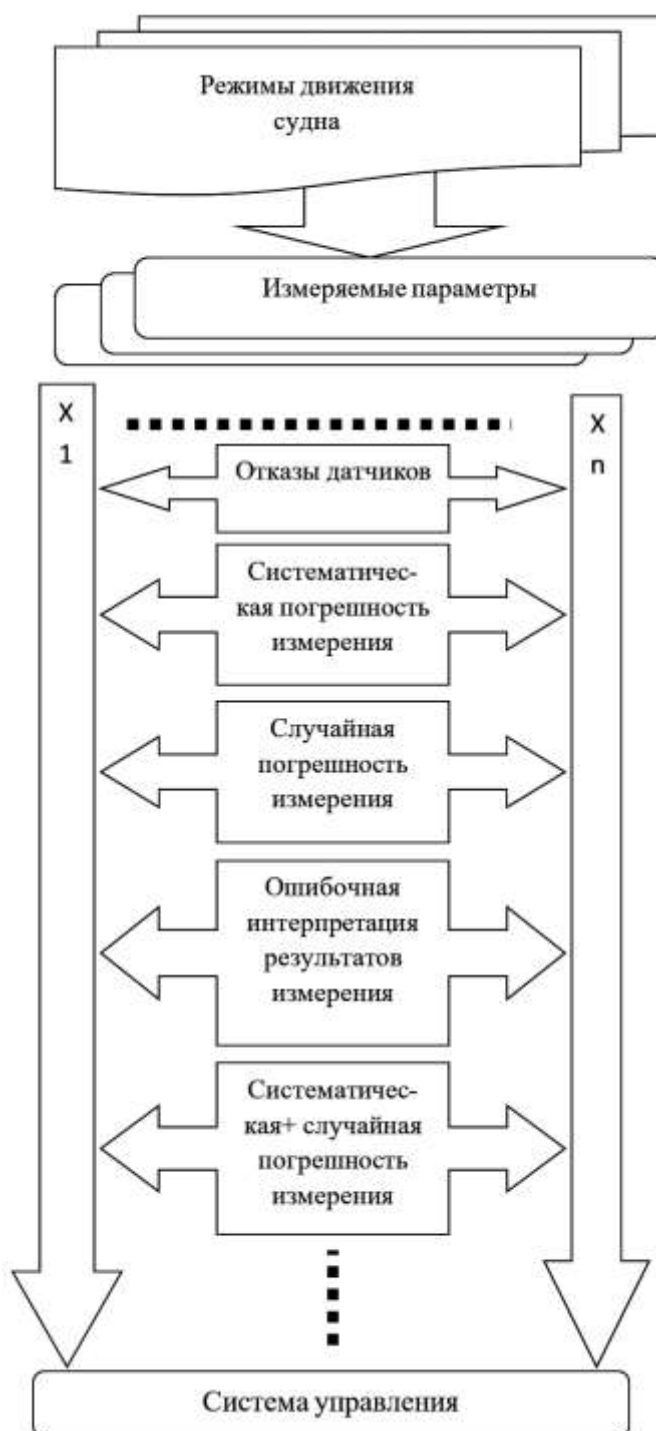 Режимы движения
судна
Измеряемые параметры
X
1
X
n
Отказы датчиков
Систематичес-
кая погрешность
измерения
Случайная
погрешность
измерения
Ошибочная
интерпретация
результатов
измерения
Систематичес-
кая+ случайная
погрешность
измерения
Система управления